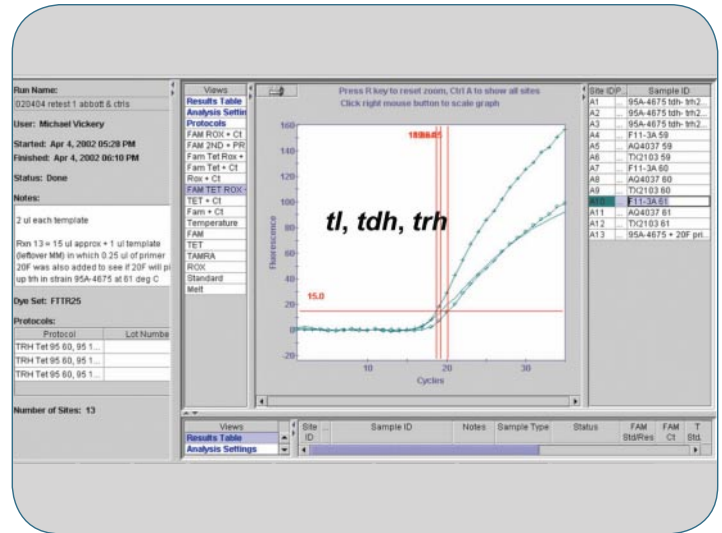 Run Name:
020404 retest 1 abbott & ctrls
User: Michael Vickery
Started: Apr 4, 2002 05:28 PM
Finished: Apr 4, 2002 06:10 PM
Status: Done
Notes:
2 ul each template
Rxn 13 = 15 ul approx + 1 ul template
(leftover MM) in which 0.25 ul of primer
20F was also added to see if 20F will pi
up trh in strain 95A-4675 at 61 deg C
Dye Set: FTTR25
Protocols:
Protocol Lot Numbe
TRH Tet 95 60, 95 1...
TRH Tet 95 60, 95 1...
TRH Tet 95 60, 95 1...
Number of Sites: 13
Views
Results Table
Analysis Settin
Protocols
FAM ROX + Ct
FAM 2ND + PR
Fam Tet Rox +
Fam Tet + Ct
Rox + Ct
FAM TET ROX +
TET + Ct
Fam + Ct
Temperature
FAM
TET
TAMRA
ROX
Standard
Melt
Press R key to reset zoom, Ctrl A to show all sites
Click right mouse button to scale graph
tl, tdh, trh
15.0
Fluorescence
160
140
120
100
80
60
40
20
0
-20
10 20 30
Cycles
Site ID P... Sample ID
A1 ... 95A-4675 tdh- trh2...
A2 ... 95A-4675 tdh- trh2...
A3 ... 95A-4675 tdh- trh2...
A4 ... F11-3A 59
A5 ... AQ4037 59
A6 ... TX2103 59
A7 ... F11-3A 60
A8 ... AQ4037 60
A9 ... TX2103 60
A10 ... F11-3A 61
A11 ... AQ4037 61
A12 ... TX2103 61
A13 ... 95A-4675 + 20F pri...
Views
Results Table
Analysis Settings
Site ID ... Sample ID Notes Sample Type Status FAM Std/Res FAM Ct T Std.